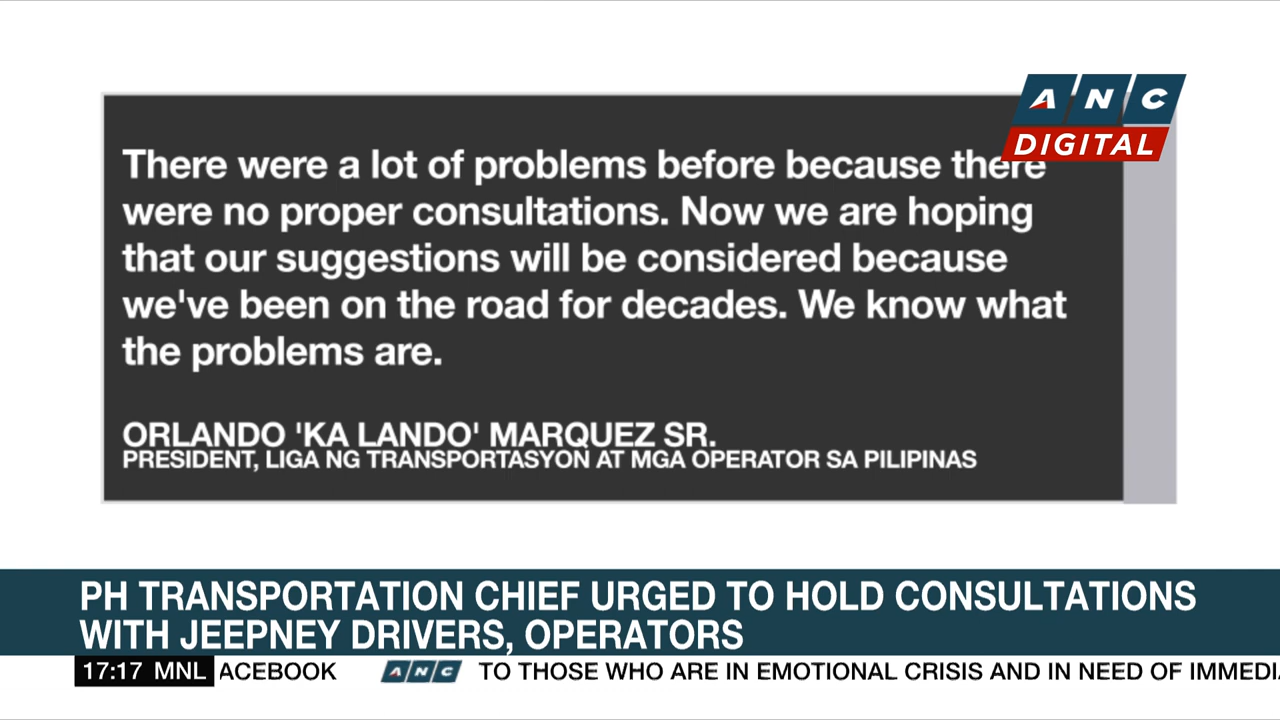 ANC
DIGITAL
There were a lot of problems before because there
were no proper consultations. Now we are hoping
that our suggestions will be considered because
we've been on the road for decades. We know what
the problems are.
ORLANDO 'KA LANDO' MARQUEZ SR.
PRESIDENT, LIGA NG TRANSPORTASYON AT MGA OPERATOR SA PILIPINAS
PH TRANSPORTATION CHIEF URGED TO HOLD CONSULTATIONS
WITH JEEPNEY DRIVERS, OPERATORS
17:17 MNL ACEBOOK ANC TO THOSE WHO ARE IN EMOTIONAL CRISIS AND IN NEED OF IMMEDIA